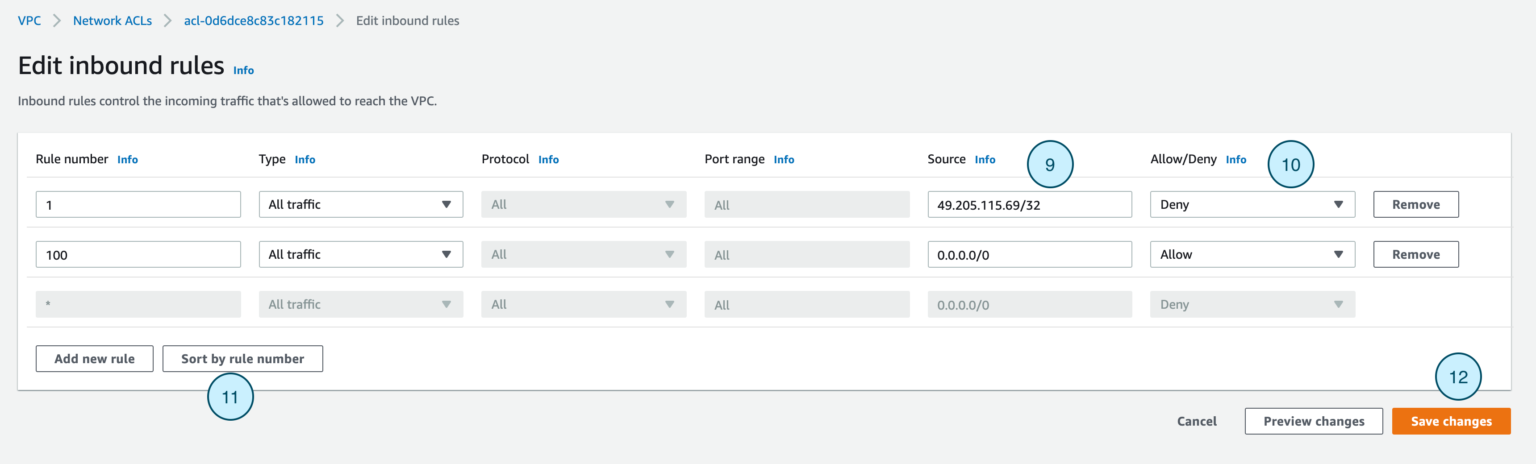 VPC > Network ACLs > acl-0d6dce8c83c182115 > Edit inbound rules
Edit inbound rules Info
Inbound rules control the incoming traffic that's allowed to reach the VPC.
Rule number Info Type Info Protocol Info Port range Info Source Info 9 Allow/Deny Info 10
1 All traffic All All 49.205.115.69/32 Deny Remove
100 All traffic All All 0.0.0.0/0 Allow Remove
* All traffic All All 0.0.0.0/0 Deny
Add new rule Sort by rule number
11 12
Cancel Preview changes Save changes